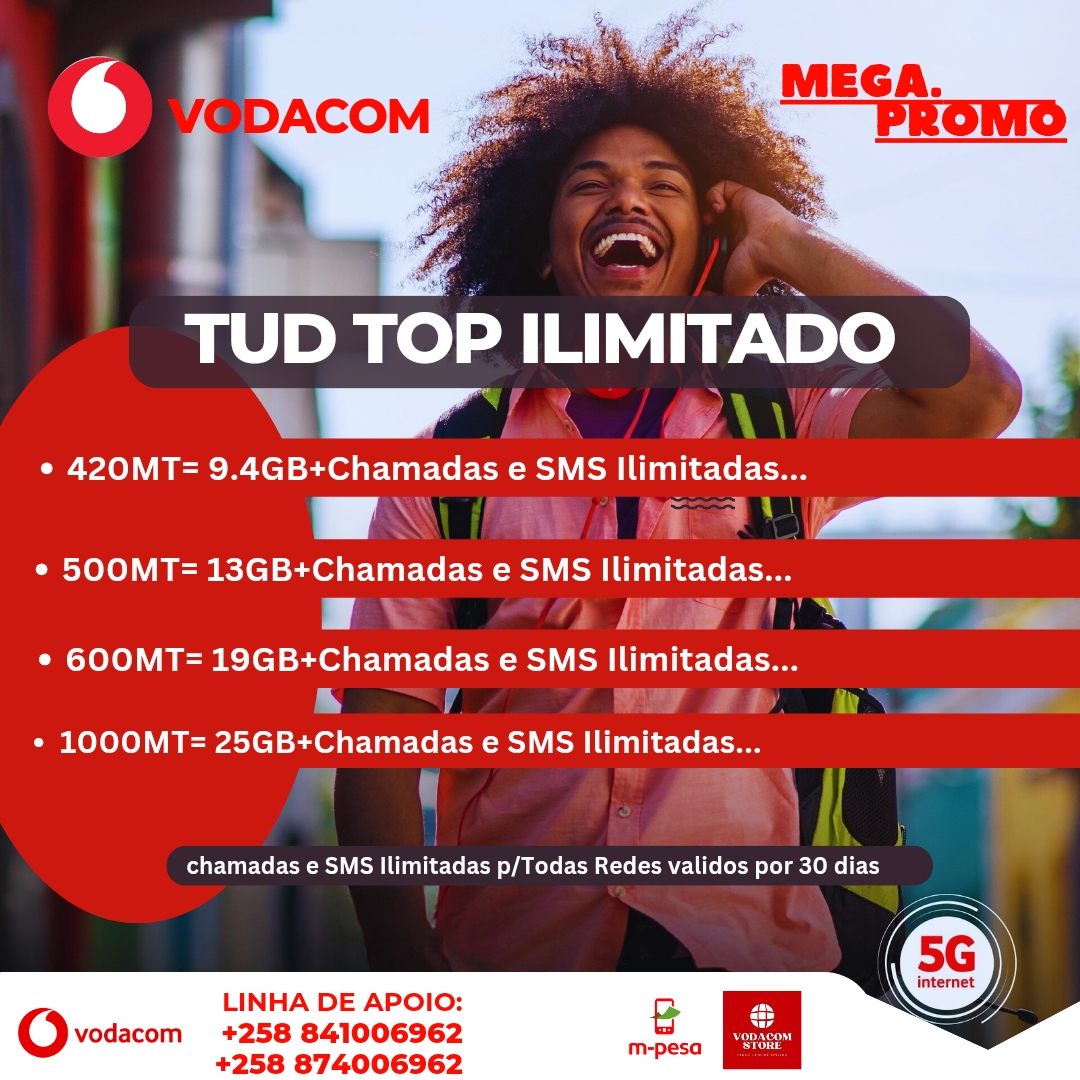 VODACOM
MEGA.
PROMO
TUD TOP ILIMITADO
• 420MT= 9.4GB+Chamadas e SMS Ilimitadas...
• 500MT= 13GB+Chamadas e SMS Ilimitadas...
• 600MT= 19GB+Chamadas e SMS Ilimitadas...
• 1000MT= 25GB+Chamadas e SMS Ilimitadas...
chamadas e SMS Ilimitadas p/Todas Redes validos por 30 dias
5G
internet
vodacom
LINHA DE APOIO:
+258 841006962
+258 874006962
m-pesa
VODACOM
STORE